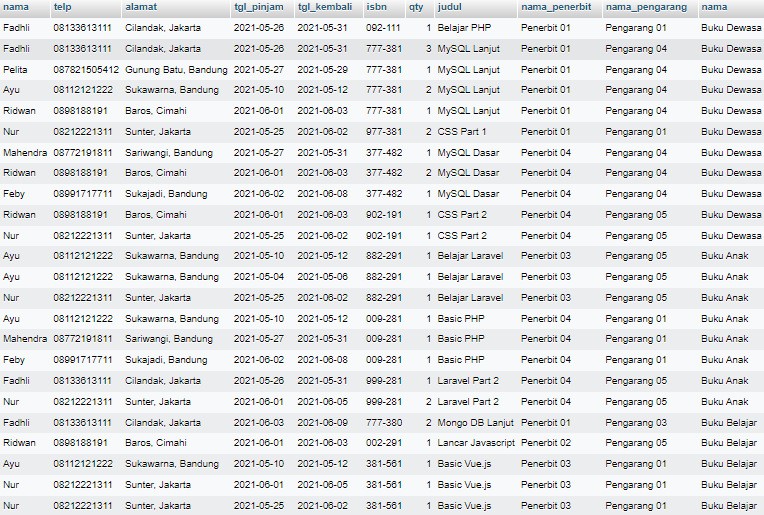 nama telp alamat tgl_pinjam tgl_kembali isbn qty judul nama_penerbit nama_pengarang nama
Fadhli 08133613111 Cilandak, Jakarta 2021-05-26 2021-05-31 092-111 1 Belajar PHP Penerbit 01 Pengarang 01 Buku Dewasa
Fadhli 08133613111 Cilandak, Jakarta 2021-05-26 2021-05-31 777-381 3 MySQL Lanjut Penerbit 01 Pengarang 04 Buku Dewasa
Pelita 087821505412 Gunung Batu, Bandung 2021-05-27 2021-05-29 777-381 1 MySQL Lanjut Penerbit 01 Pengarang 04 Buku Dewasa
Ayu 08112121222 Sukawarna, Bandung 2021-05-10 2021-05-12 777-381 2 MySQL Lanjut Penerbit 01 Pengarang 04 Buku Dewasa
Ridwan 0898188191 Baros, Cimahi 2021-06-01 2021-06-03 777-381 1 MySQL Lanjut Penerbit 01 Pengarang 04 Buku Dewasa
Nur 08212221311 Sunter, Jakarta 2021-05-25 2021-06-02 977-381 2 CSS Part 1 Penerbit 01 Pengarang 01 Buku Dewasa
Mahendra 08772191811 Sariwangi, Bandung 2021-05-27 2021-05-31 377-482 1 MySQL Dasar Penerbit 04 Pengarang 04 Buku Dewasa
Ridwan 0898188191 Baros, Cimahi 2021-06-01 2021-06-03 377-482 2 MySQL Dasar Penerbit 04 Pengarang 04 Buku Dewasa
Feby 08991717711 Sukajadi, Bandung 2021-06-02 2021-06-08 377-482 1 MySQL Dasar Penerbit 04 Pengarang 04 Buku Dewasa
Ridwan 0898188191 Baros, Cimahi 2021-06-01 2021-06-03 902-191 1 CSS Part 2 Penerbit 04 Pengarang 05 Buku Dewasa
Nur 08212221311 Sunter, Jakarta 2021-05-25 2021-06-02 902-191 1 CSS Part 2 Penerbit 04 Pengarang 05 Buku Dewasa
Ayu 08112121222 Sukawarna, Bandung 2021-05-10 2021-05-12 882-291 1 Belajar Laravel Penerbit 03 Pengarang 05 Buku Anak
Ayu 08112121222 Sukawarna, Bandung 2021-05-04 2021-05-06 882-291 1 Belajar Laravel Penerbit 03 Pengarang 05 Buku Anak
Nur 08212221311 Sunter, Jakarta 2021-05-25 2021-06-02 882-291 1 Belajar Laravel Penerbit 03 Pengarang 05 Buku Anak
Ayu 08112121222 Sukawarna, Bandung 2021-05-10 2021-05-12 009-281 1 Basic PHP Penerbit 04 Pengarang 01 Buku Anak
Mahendra 08772191811 Sariwangi, Bandung 2021-05-27 2021-05-31 009-281 1 Basic PHP Penerbit 04 Pengarang 01 Buku Anak
Feby 08991717711 Sukajadi, Bandung 2021-06-02 2021-06-08 009-281 1 Basic PHP Penerbit 04 Pengarang 01 Buku Anak
Fadhli 08133613111 Cilandak, Jakarta 2021-05-26 2021-05-31 999-281 1 Laravel Part 2 Penerbit 04 Pengarang 05 Buku Anak
Nur 08212221311 Sunter, Jakarta 2021-06-01 2021-06-05 999-281 2 Laravel Part 2 Penerbit 04 Pengarang 05 Buku Anak
Fadhli 08133613111 Cilandak, Jakarta 2021-06-03 2021-06-09 777-380 2 Mongo DB Lanjut Penerbit 01 Pengarang 03 Buku Belajar
Ridwan 0898188191 Baros, Cimahi 2021-06-01 2021-06-03 002-291 1 Lancar Javascript Penerbit 02 Pengarang 05 Buku Belajar
Ayu 08112121222 Sukawarna, Bandung 2021-05-10 2021-05-12 381-561 1 Basic Vue.js Penerbit 03 Pengarang 01 Buku Belajar
Nur 08212221311 Sunter, Jakarta 2021-06-01 2021-06-05 381-561 1 Basic Vue.js Penerbit 03 Pengarang 01 Buku Belajar
Nur 08212221311 Sunter, Jakarta 2021-05-25 2021-06-02 381-561 1 Basic Vue.js Penerbit 03 Pengarang 01 Buku Belajar